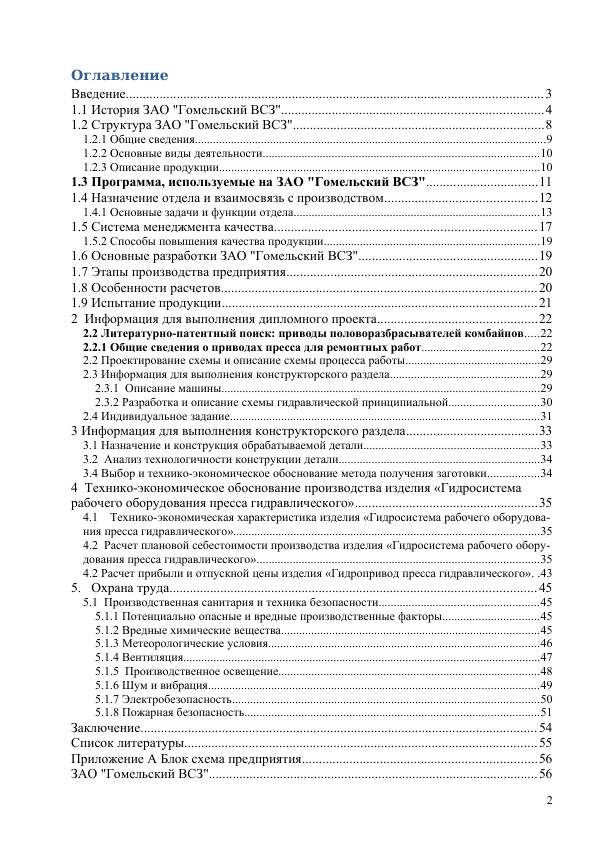 Оглавление
Введение 3
1.1 История ЗАО "Гомельский ВСЗ" 4
1.2 Структура ЗАО "Гомельский ВСЗ" 8
1.2.1 Общие сведения 9
1.2.2 Основные виды деятельности 10
1.2.3 Описание продукции 10
1.3 Программа, используемые на ЗАО "Гомельский ВСЗ" 11
1.4 Назначение отдела и взаимосвязь с производством 12
1.4.1 Основные задачи и функции отдела 13
1.5 Система менеджмента качества 17
1.5.2 Способы повышения качества продукции 19
1.6 Основные разработки ЗАО "Гомельский ВСЗ" 19
1.7 Этапы производства предприятия 20
1.8 Особенности расчетов 20
1.9 Испытание продукции 21
2 Информация для выполнения дипломного проекта 22
2.2 Литературно-патентный поиск: приводы половоразбрасывателей комбайнов 22
2.2.1 Общие сведения о приводах пресса для ремонтных работ 22
2.2 Проектирование схемы и описание схемы процесса работы 29
2.3 Информация для выполнения конструкторского раздела 29
2.3.1 Описание машины 29
2.3.2 Разработка и описание схемы гидравлической принципиальной 30
2.4 Индивидуальное задание 31
3 Информация для выполнения конструкторского раздела 33
3.1 Назначение и конструкция обрабатываемой детали 33
3.2 Анализ технологичности конструкции детали 34
3.4 Выбор и технико-экономическое обоснование метода получения заготовки 34
4 Технико-экономическое обоснование производства изделия «Гидросистема
рабочего оборудования пресса гидравлического» 35
4.1 Технико-экономическая характеристика изделия «Гидросистема рабочего оборудова-
ния пресса гидравлического» 35
4.2 Расчет плановой себестоимости производства изделия «Гидросистема рабочего обору-
дования пресса гидравлического» 35
4.2 Расчет прибыли и отпускной цены изделия «Гидропривод пресса гидравлического». 43
5. Охрана труда 45
5.1 Производственная санитария и техника безопасности 45
5.1.1 Потенциально опасные и вредные производственные факторы 45
5.1.2 Вредные химические вещества 45
5.1.3 Метеорологические условия 46
5.1.4 Вентиляция 47
5.1.5 Производственное освещение 48
5.1.6 Шум и вибрация 49
5.1.7 Электробезопасность 50
5.1.8 Пожарная безопасность 51
Заключение 54
Список литературы 55
Приложение А Блок схема предприятия 56
ЗАО "Гомельский ВСЗ" 56
2